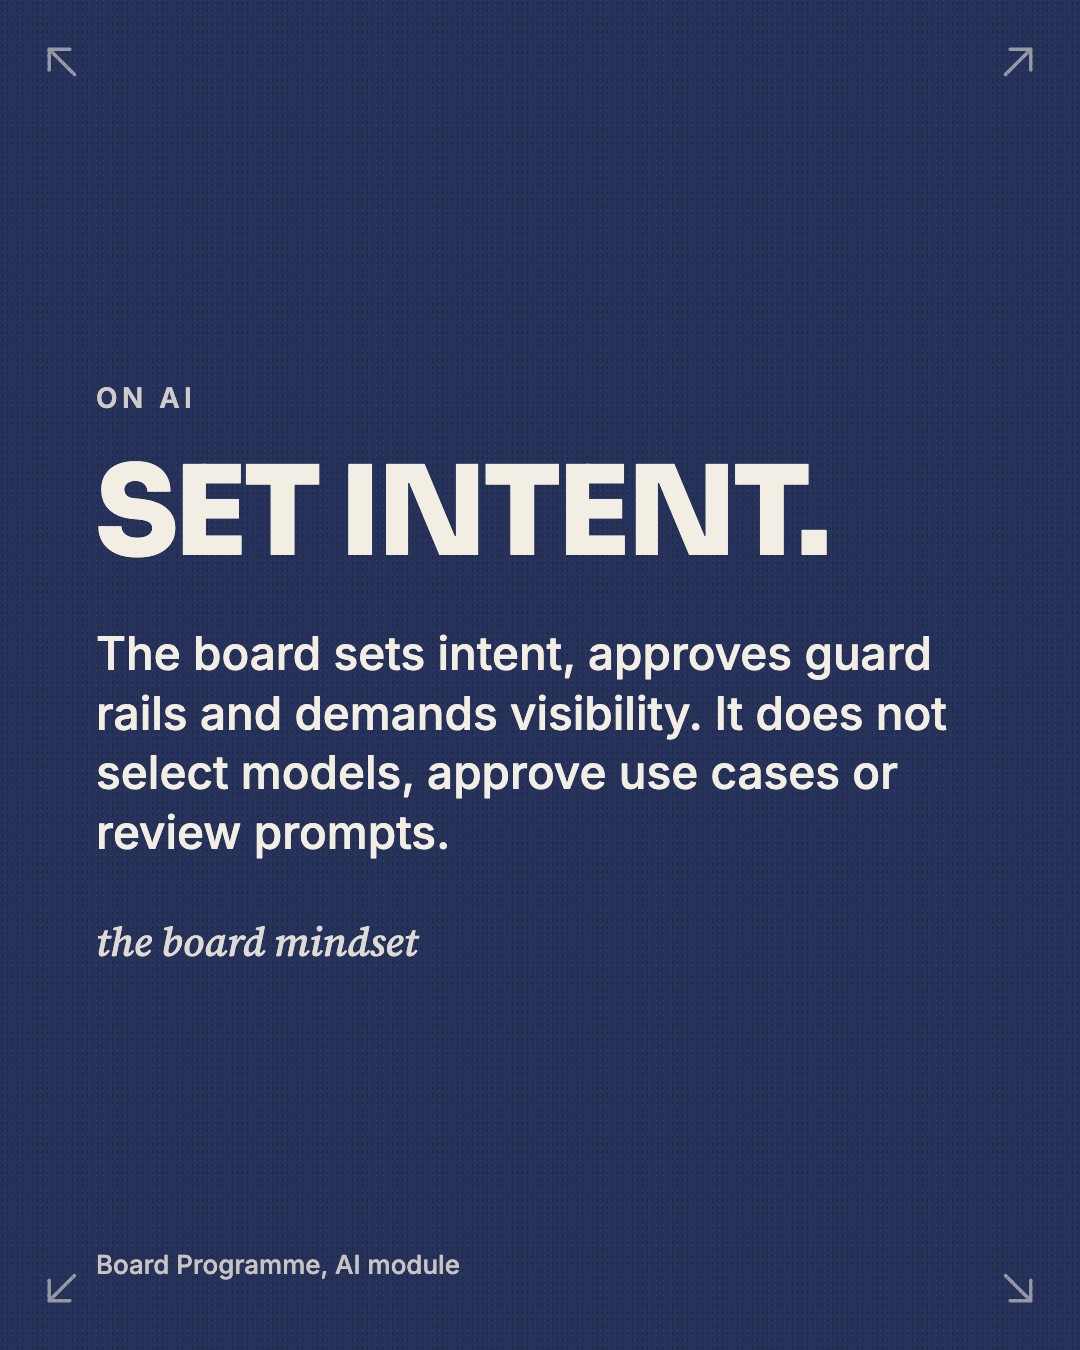 ON AI
SET INTENT.
The board sets intent, approves guard
rails and demands visibility. It does not
select models, approve use cases or
review prompts.
the board mindset
Board Programme, AI module